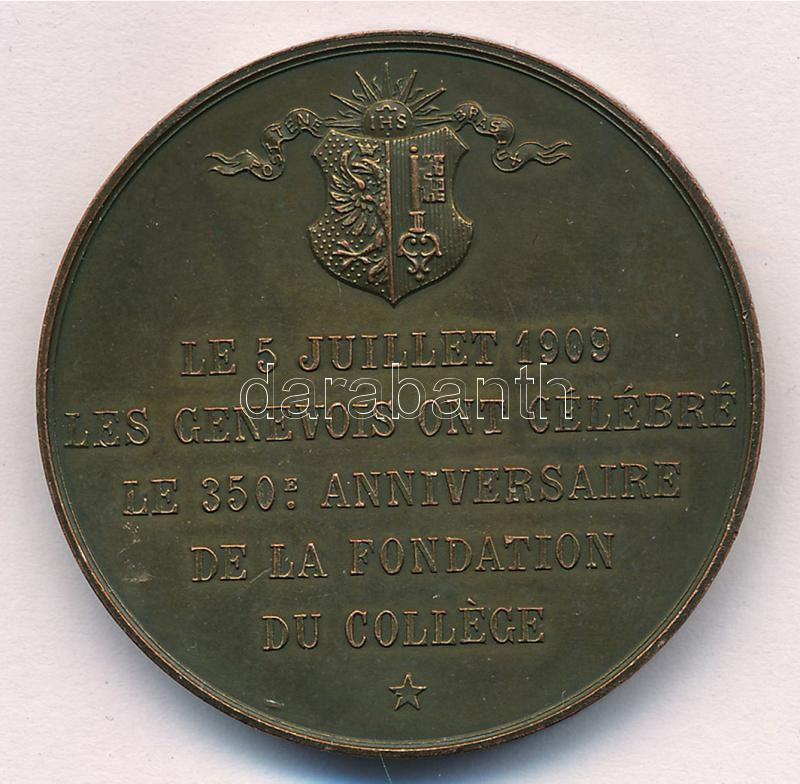 POST TENEBRAS LX
IHS
LE 5 JUILLET 1909
LES GENEVOIS ONT CÉLÉBRÉ
LE 350E ANNIVERSAIRE
DE LA FONDATION
DU COLLÈGE
darabanth